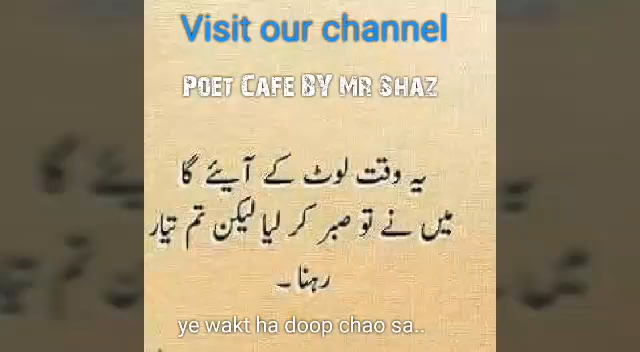 Visit our channel
POET CAFE BY MR SHAZ
یہ وقت لوٹ کے آیئے گا
میں نے تو صبر کر لیا لیکن تم تیار
رہنا۔
ye wakt ha doop chao sa..